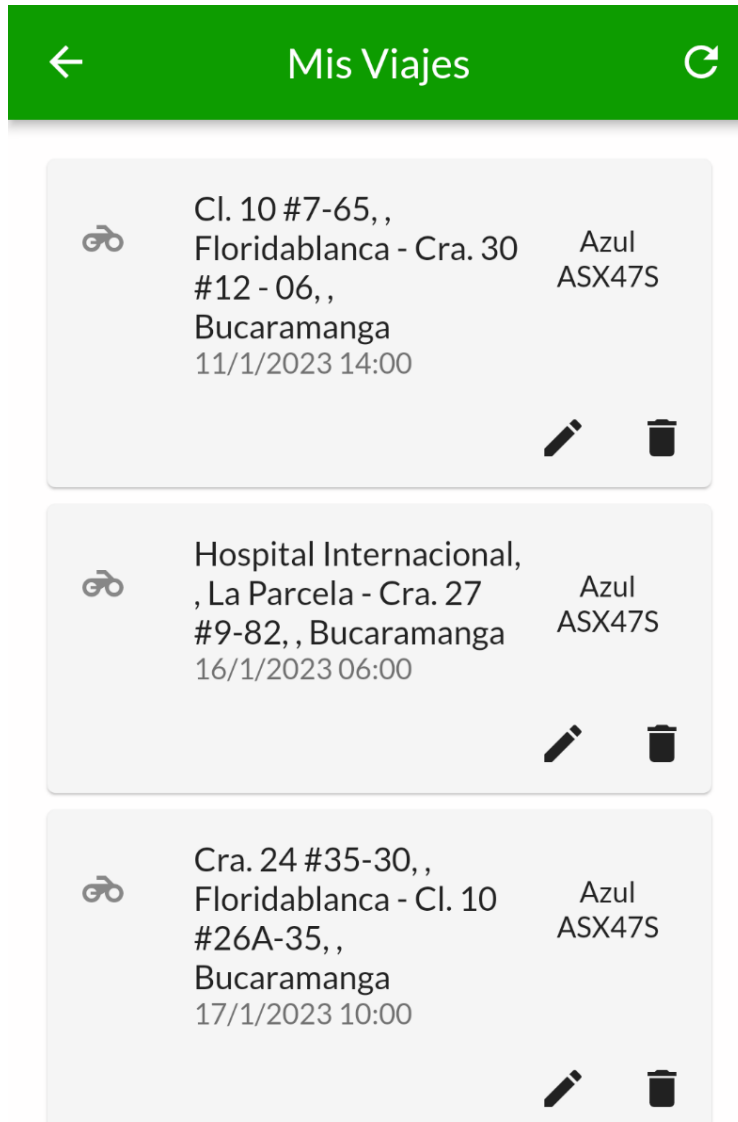 Mis Viajes
Cl. 10 #7-65, ,
Floridablanca - Cra. 30
#12 - 06, ,
Bucaramanga
11/1/2023 14:00
Azul
ASX47S
Hospital Internacional,
, La Parcela - Cra. 27
#9-82, , Bucaramanga
16/1/2023 06:00
Azul
ASX47S
Cra. 24 #35-30, ,
Floridablanca - Cl. 10
#26A-35, ,
Bucaramanga
17/1/2023 10:00
Azul
ASX47S